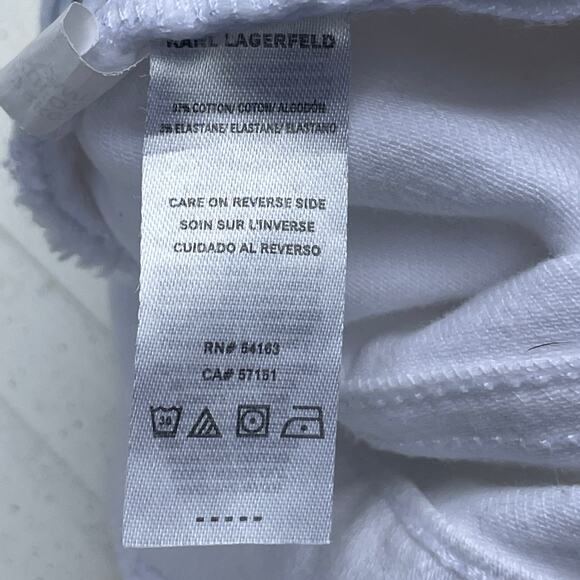 KARL LAGERFELD
97% COTTON/ COTON/ ALGODÓN
3% ELASTANE/ ELASTANE/ ELASTANO
CARE ON REVERSE SIDE
SOIN SUR L'INVERSE
CUIDADO AL REVERSO
RN# 54163
CA# 57151
30